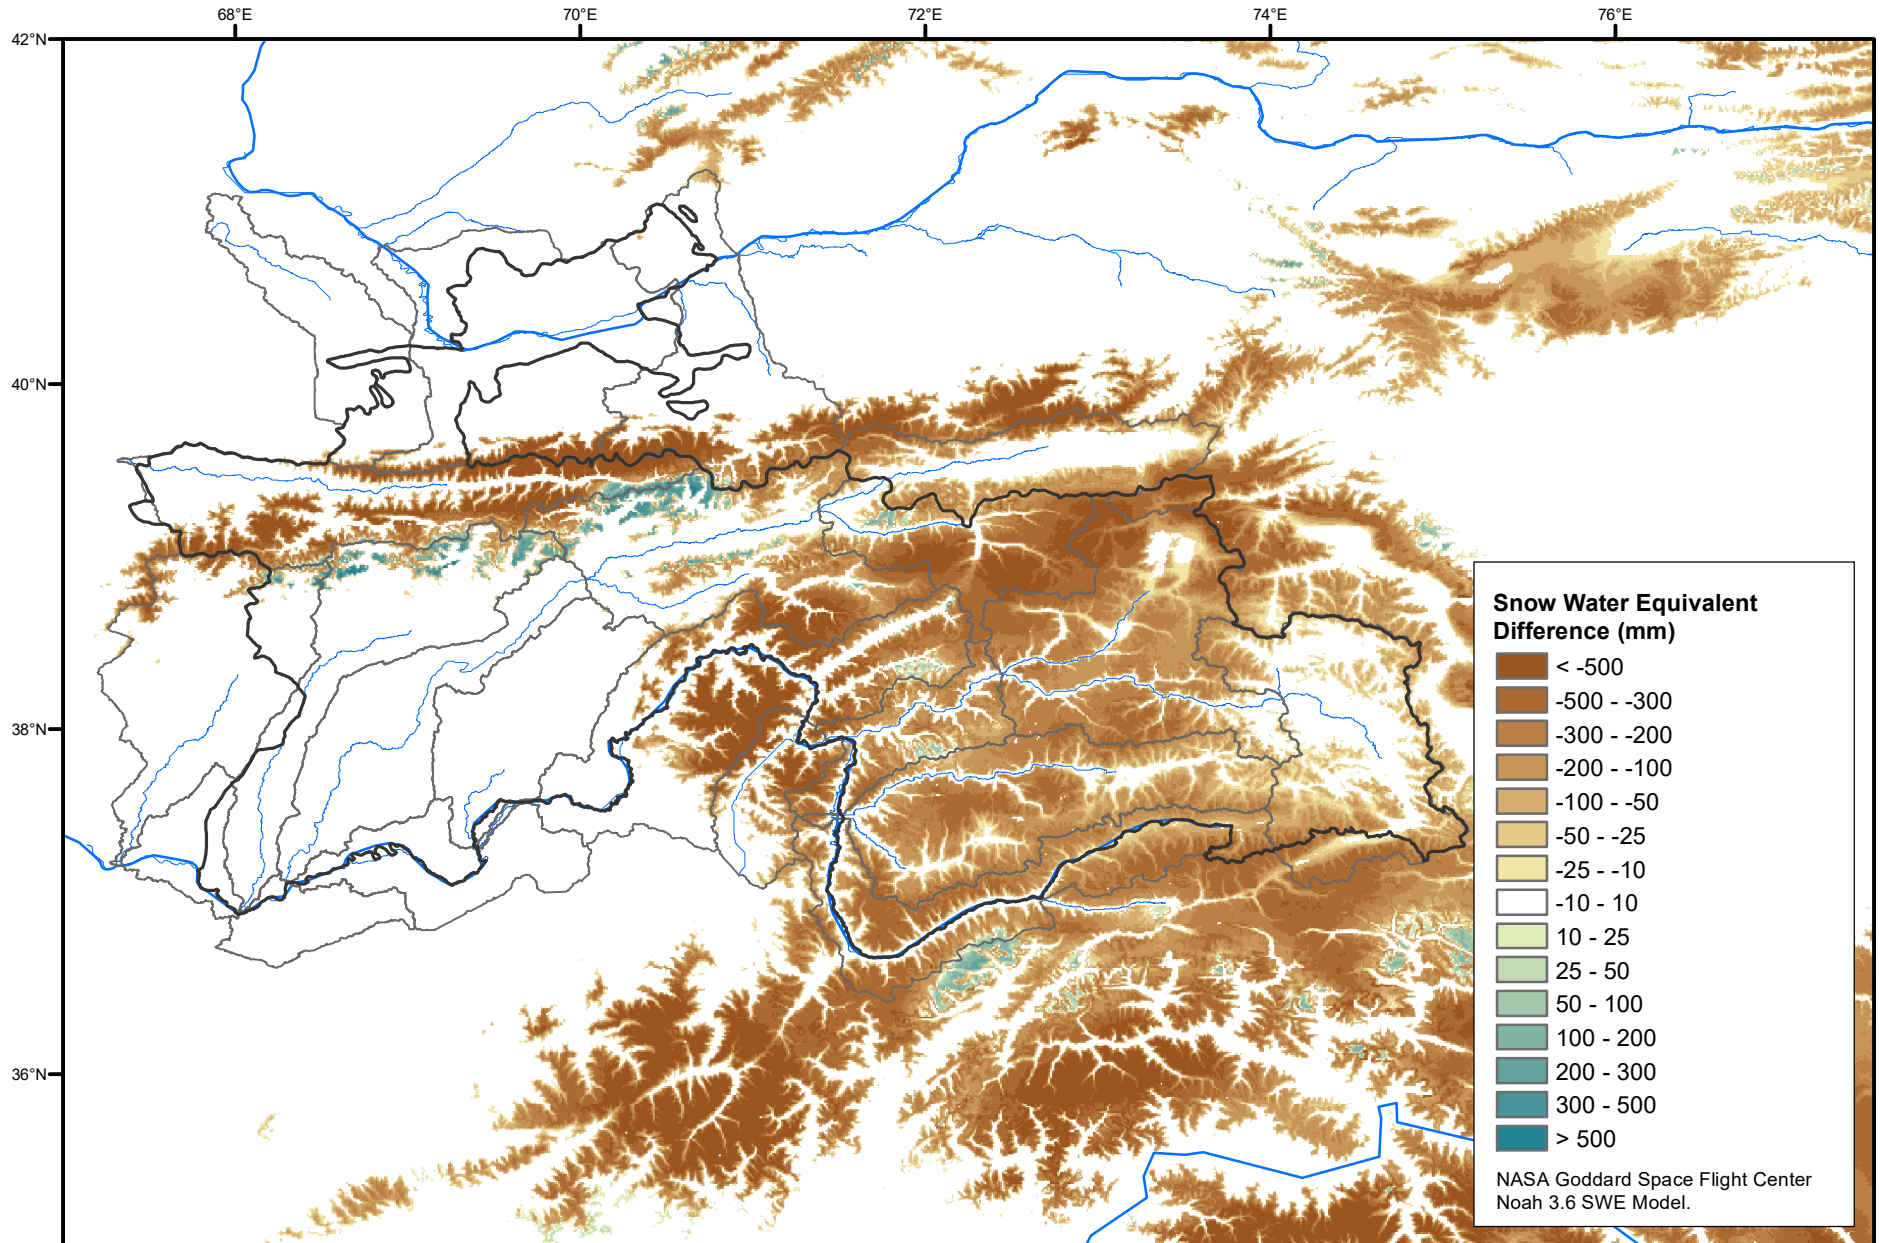 68°E
70°E
72°E
74°E
76°E
42°N
40°N
38°N
36°N
Snow Water Equivalent
Difference (mm)
< -500
-500 - -300
-300 - -200
-200 - -100
-100 - -50
-50 - -25
-25 - -10
-10 - 10
10 - 25
25 - 50
50 - 100
100 - 200
200 - 300
300 - 500
> 500
NASA Goddard Space Flight Center
Noah 3.6 SWE Model.